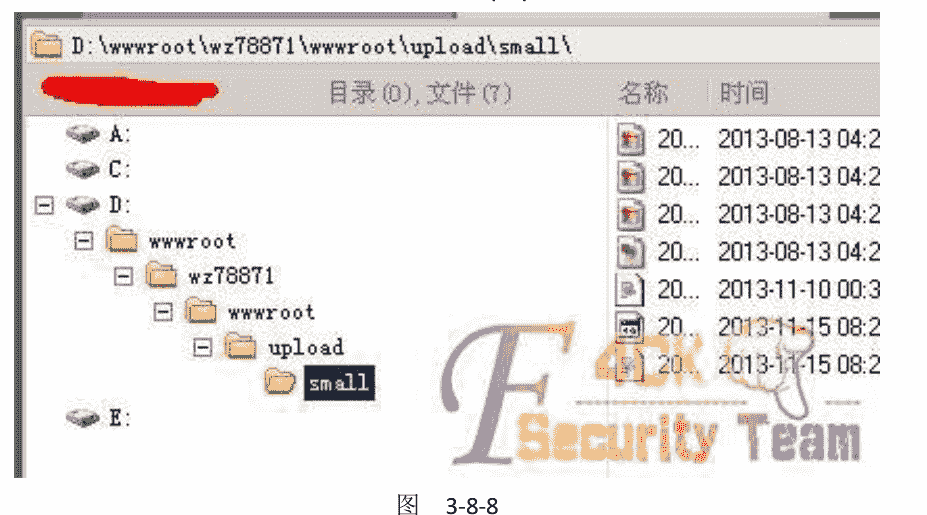 D:\wwwroot\wz78871\wwwroot\upload\small\
目录(0),文件(7) 名称 时间
A:
C:
D:
wwwroot
wz78871
wwwroot
upload
small
E:
20... 2013-08-13 04:2
20... 2013-08-13 04:2
20... 2013-08-13 04:2
20... 2013-08-13 04:2
20... 2013-11-10 00:3
20... 2013-11-15 08:2
20... 2013-11-15 08:2
F4CK
Security Team
图 3-8-8